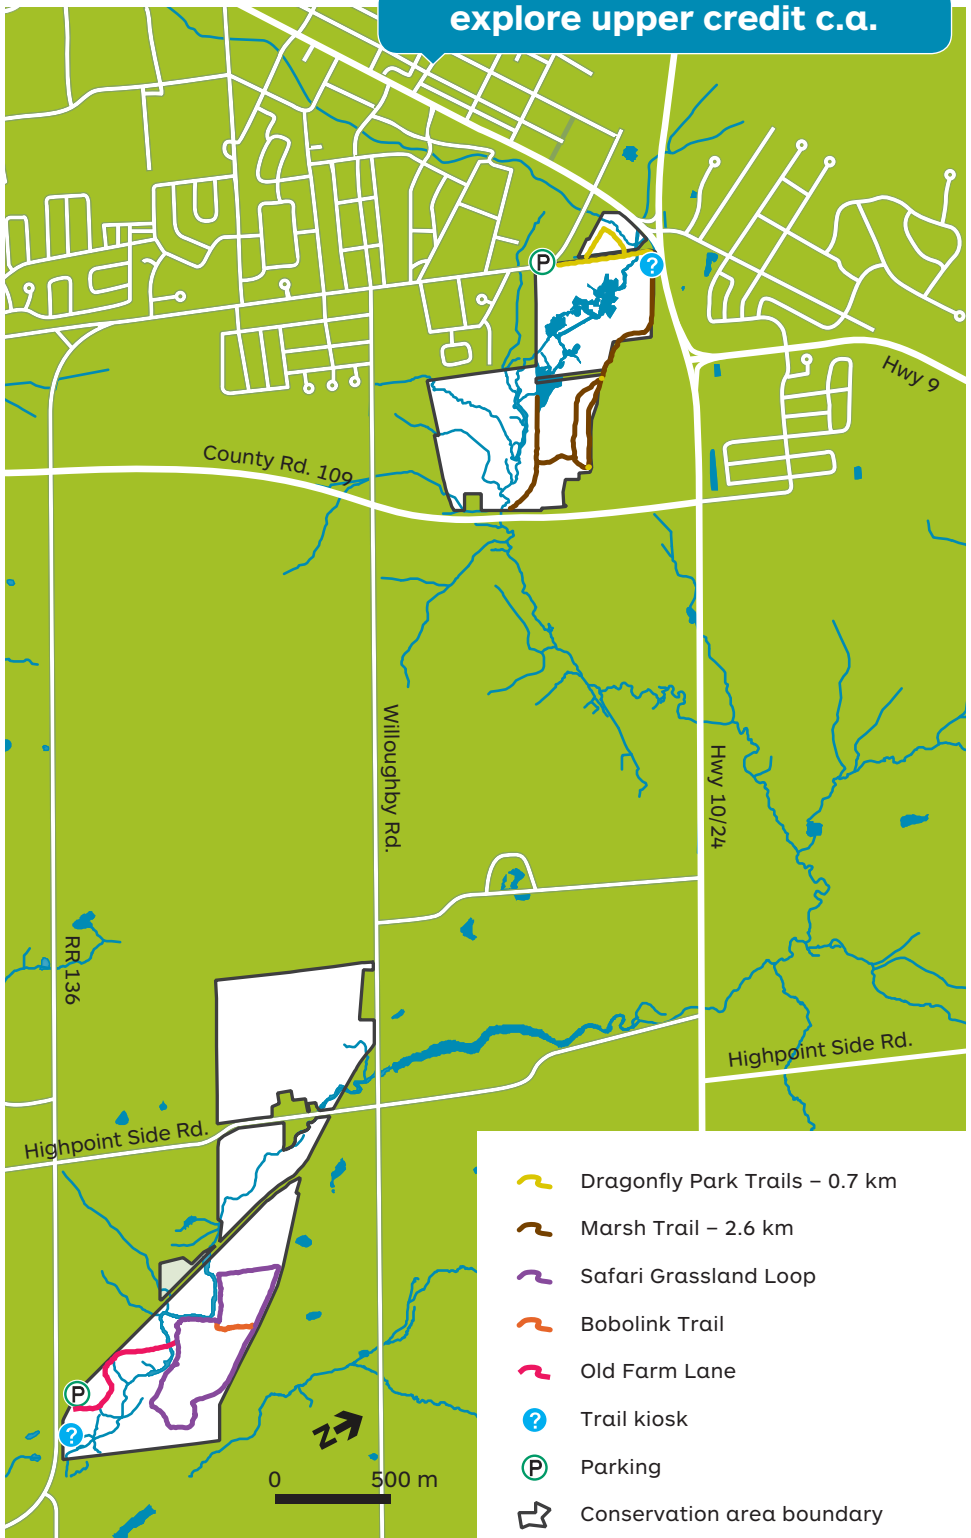 explore upper credit c.a.
P
?
Hwy 9
County Rd. 109
Willoughby Rd.
Hwy 10/24
RR 136
Highpoint Side Rd.
Highpoint Side Rd.
P
?
N
0 500 m
Dragonfly Park Trails – 0.7 km
Marsh Trail – 2.6 km
Safari Grassland Loop
Bobolink Trail
Old Farm Lane
? Trail kiosk
P Parking
Conservation area boundary